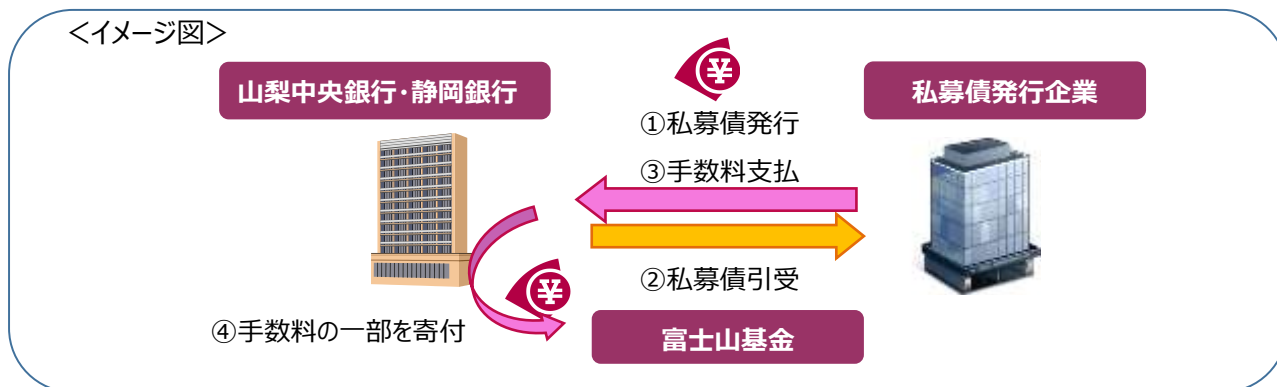 ＜イメージ図＞
山梨中央銀行・静岡銀行
私募債発行企業
¥
①私募債発行
③手数料支払
②私募債引受
¥
④手数料の一部を寄付
富士山基金